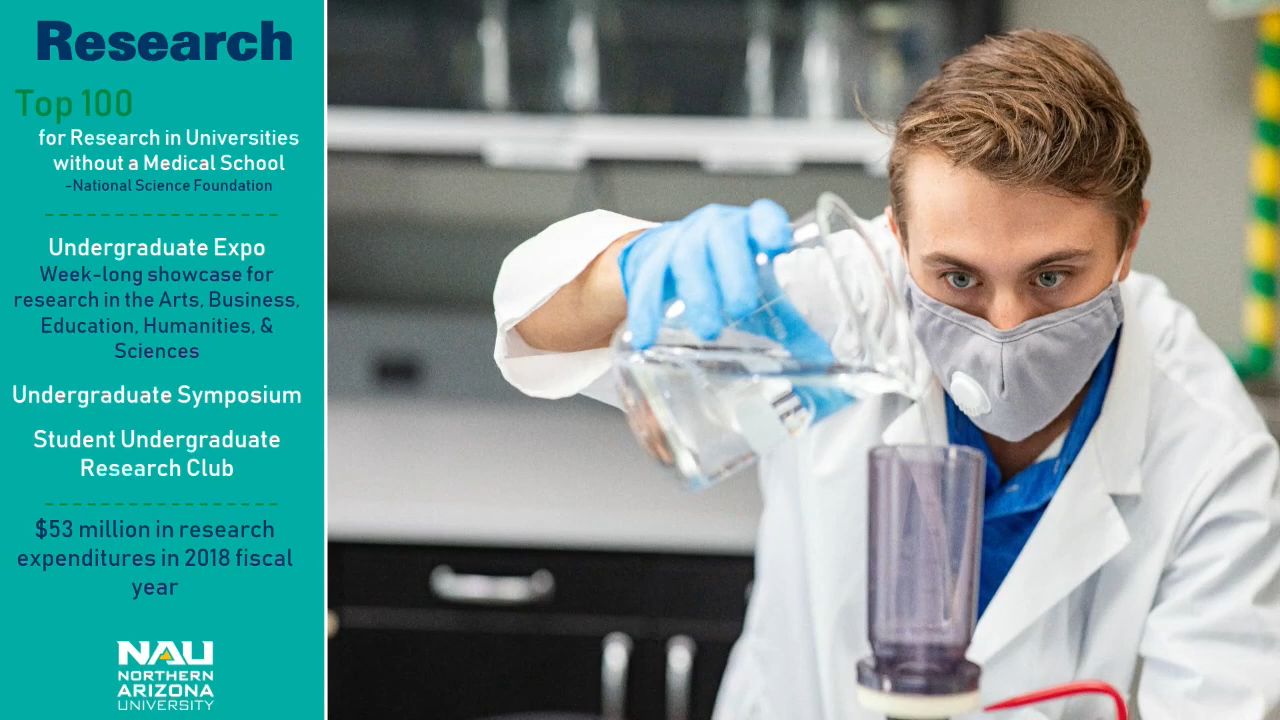 Research
Top 100
for Research in Universities
without a Medical School
-National Science Foundation
Undergraduate Expo
Week-long showcase for
research in the Arts, Business,
Education, Humanities, &
Sciences
Undergraduate Symposium
Student Undergraduate
Research Club
$53 million in research
expenditures in 2018 fiscal
year
NAU
NORTHERN
ARIZONA
UNIVERSITY